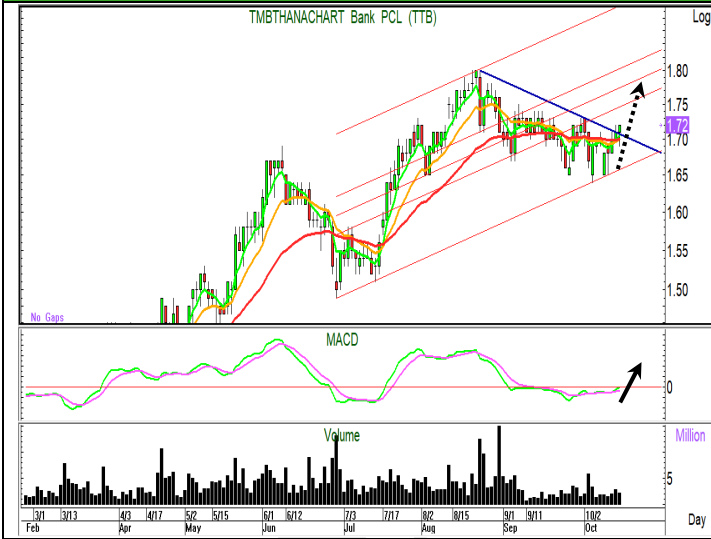 TMBTHANACHART Bank PCL (TTB)
Log
1.80
1.75
1.72
1.70
1.65
1.60
1.55
1.50
No Gaps
MACD
0
Volume
Million
5
3/1 3/13 4/3 4/17 5/2 5/15 6/1 6/12 7/3 7/17 8/2 8/15 9/1 9/11 10/2
Day
Feb Apr May Jun Jul Aug Sep Oct